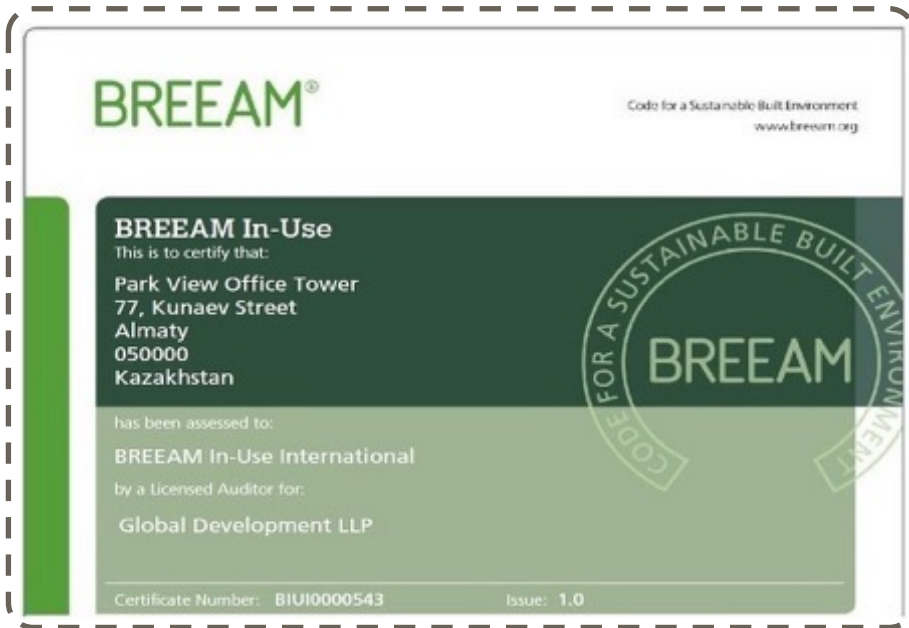 BREEAM®
Code for a Sustainable Built Environment
www.breeam.org
BREEAM In-Use
This is to certify that:
Park View Office Tower
77, Kunaev Street
Almaty
050000
Kazakhstan
CODE FOR A SUSTAINABLE BUILT ENVIRONMENT
BREEAM
has been assessed to:
BREEAM In-Use International
by a Licensed Auditor for:
Global Development LLP
Certificate Number: BIUI0000543 Issue: 1.0